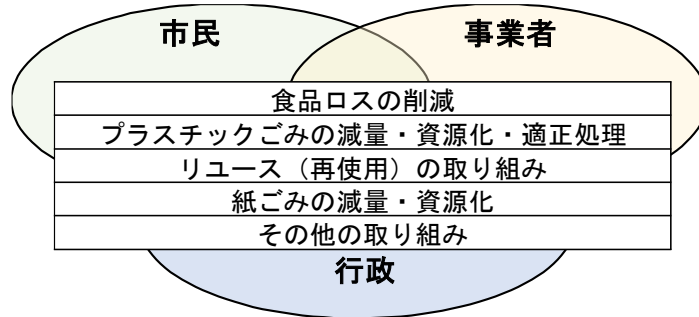 市民 事業者
食品ロスの削減
プラスチックごみの減量・資源化・適正処理
リユース（再使用）の取り組み
紙ごみの減量・資源化
その他の取り組み
行政